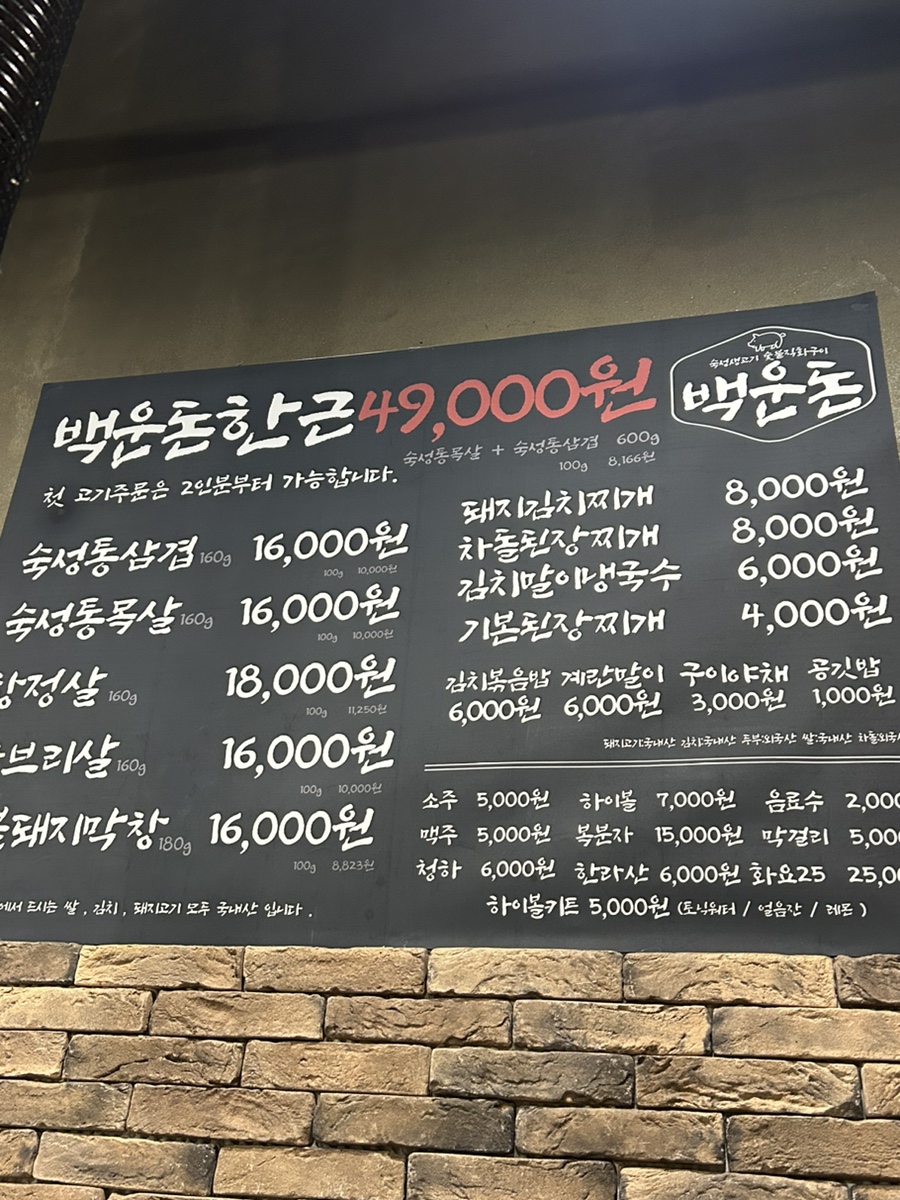 백운돈한근 49,000원
숙성통목살 + 숙성통삼겹 600g
100g 8,166원
숙성생고기 숯불직화구이
백운돈
첫 고기주문은 2인분부터 가능합니다.
숙성통삼겹 160g 16,000원
100g 10,000원
숙성통목살 160g 16,000원
100g 10,000원
정살 160g 18,000원
100g 11,250원
브리살 160g 16,000원
100g 10,000원
돼지막창 180g 16,000원
100g 8,823원
에서 드시는 쌀, 김치, 돼지고기 모두 국내산 입니다.
돼지김치찌개 8,000원
차돌된장찌개 8,000원
김치말이냉국수 6,000원
기본된장찌개 4,000원
김치볶음밥 계란말이 구이야채 공깃밥
6,000원 6,000원 3,000원 1,000원
돼지고기:국내산 김치:국내산 두부:외국산 쌀:국내산 차돌:외국
소주 5,000원 하이볼 7,000원 음료수 2,000
맥주 5,000원 복분자 15,000원 막걸리 5,00
청하 6,000원 한라산 6,000원 화요25 25,0
하이볼키트 5,000원 (토닉워터 / 얼음잔 / 레몬)